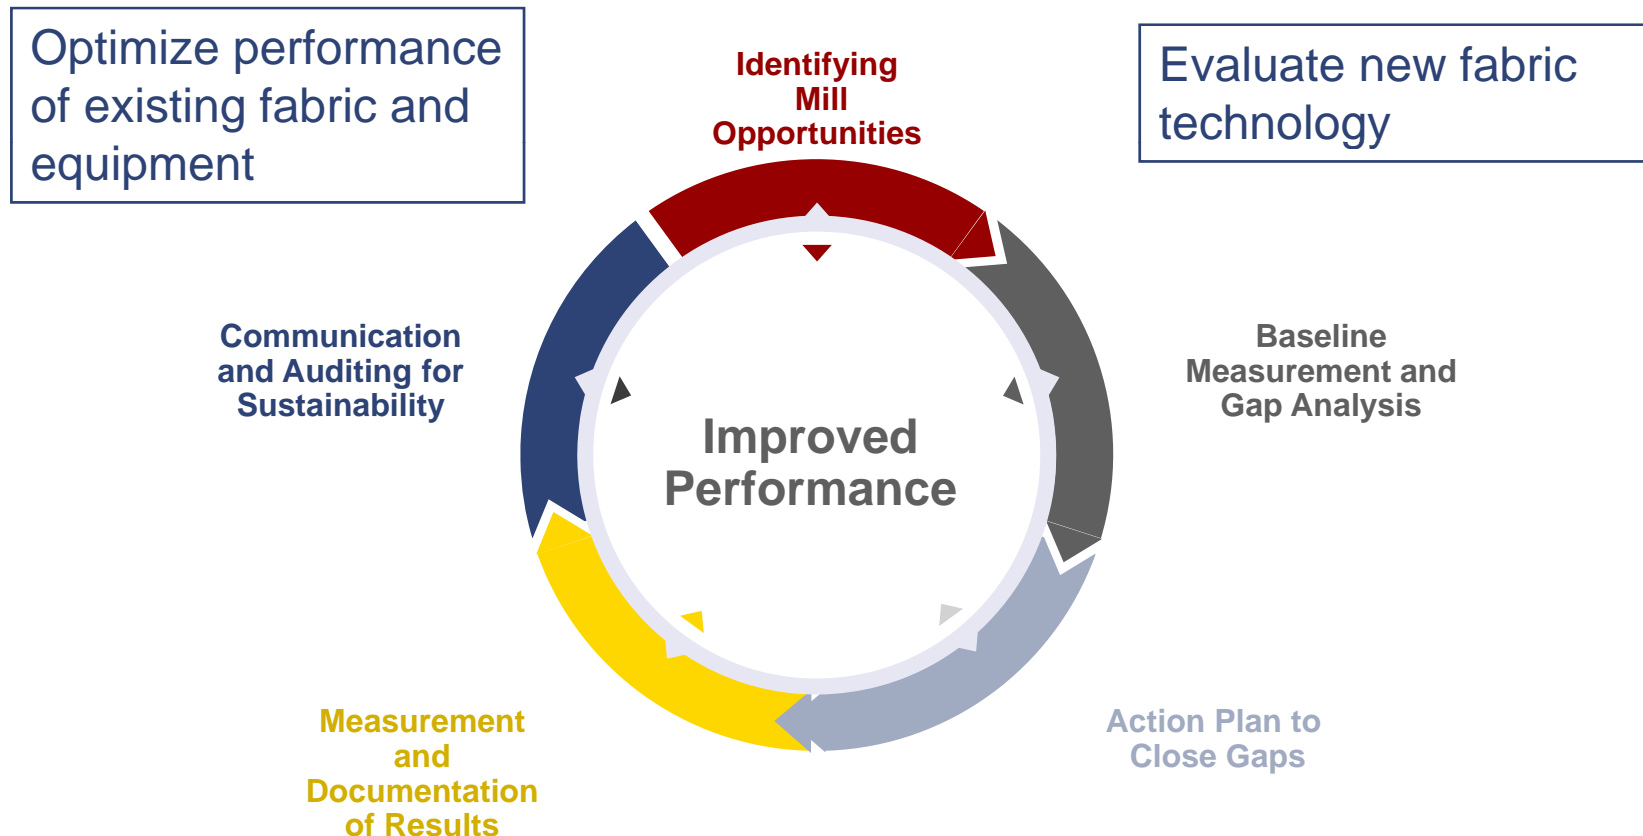 Optimize performance
of existing fabric and
equipment
Identifying
Mill
Opportunities
Evaluate new fabric
technology
Communication
and Auditing for
Sustainability
Baseline
Measurement and
Gap Analysis
Improved
Performance
Measurement
and
Documentation
of Results
Action Plan to
Close Gaps